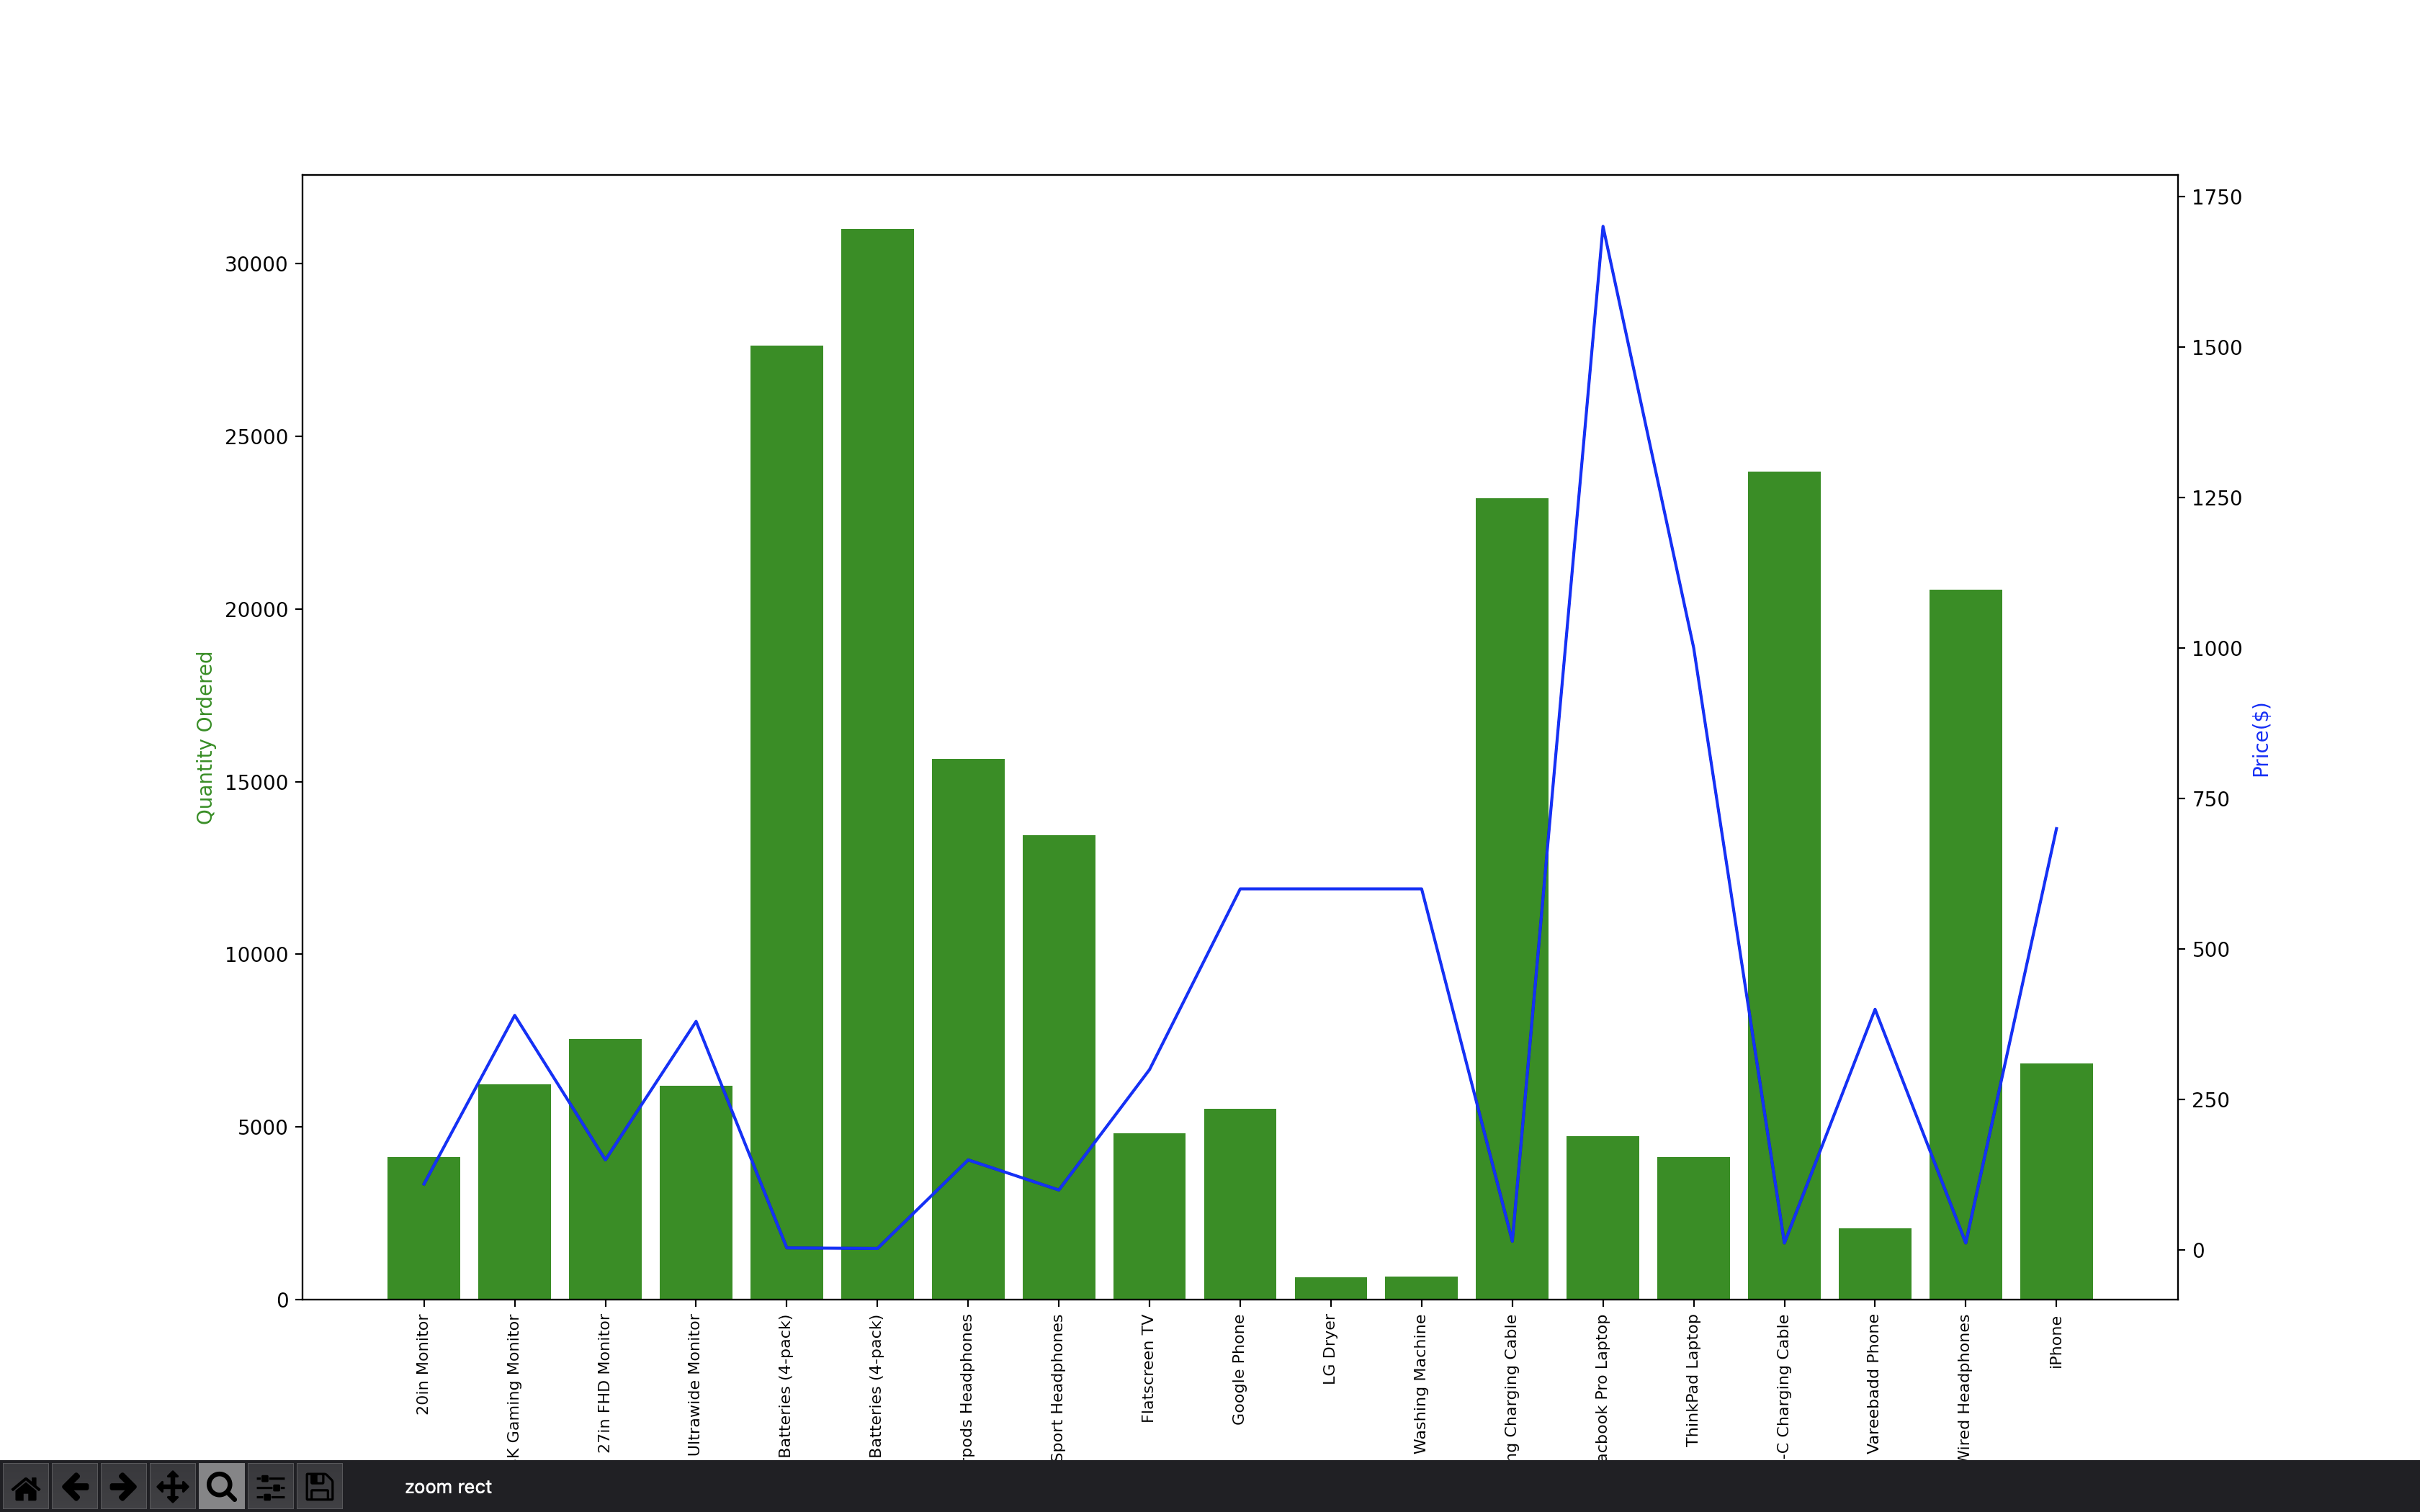 30000
25000
20000
15000
10000
5000
0
Quantity Ordered
1750
1500
1250
1000
750
500
250
0
Price($)
20in Monitor
K Gaming Monitor
27in FHD Monitor
Ultrawide Monitor
Batteries (4-pack)
Batteries (4-pack)
rpods Headphones
Sport Headphones
Flatscreen TV
Google Phone
LG Dryer
Washing Machine
ng Charging Cable
acbook Pro Laptop
ThinkPad Laptop
-C Charging Cable
Vareebadd Phone
Wired Headphones
iPhone
zoom rect